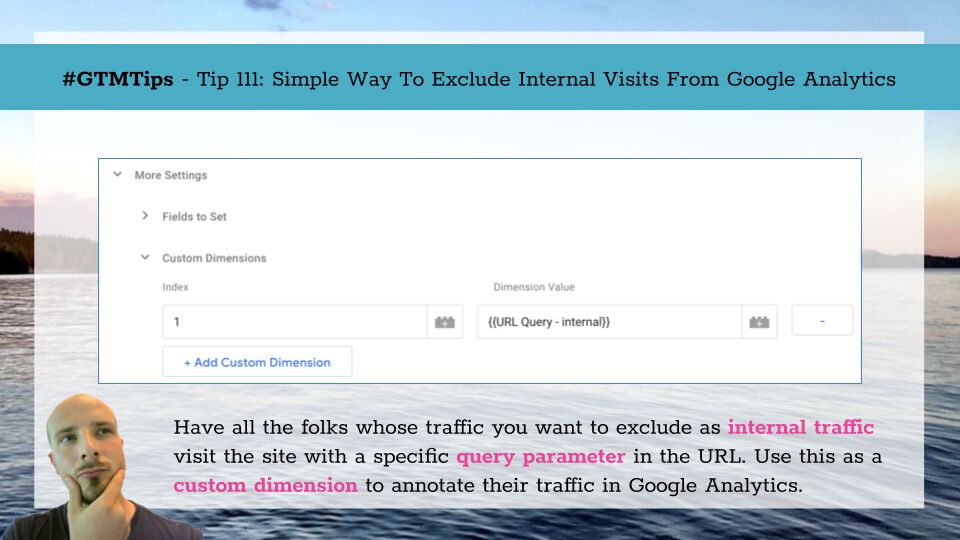 #GTMTips - Tip 111: Simple Way To Exclude Internal Visits From Google Analytics
More Settings
Fields to Set
Custom Dimensions
Index Dimension Value
1 {{URL Query - internal}} -
+ Add Custom Dimension
Have all the folks whose traffic you want to exclude as internal traffic
visit the site with a specific query parameter in the URL. Use this as a
custom dimension to annotate their traffic in Google Analytics.